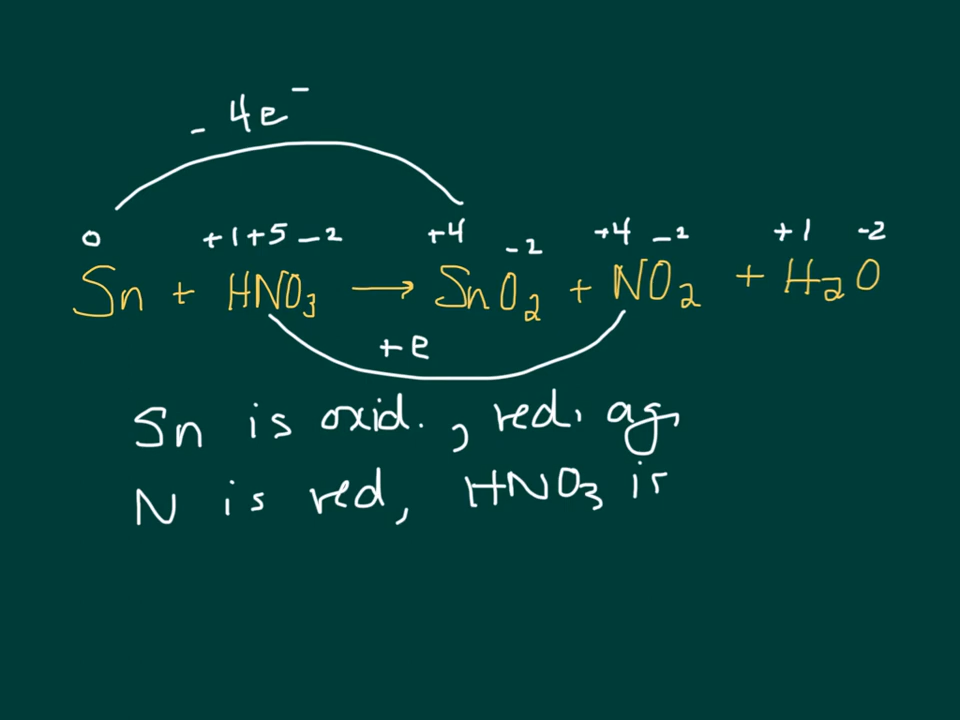 - 4e⁻
0 +1 +5 -2 +4 -2 +4 -2 +1 -2
Sn + HNO₃ → SnO₂ + NO₂ + H₂O
+e
Sn is oxid. , red. ag.
N is red, HNO₃ is